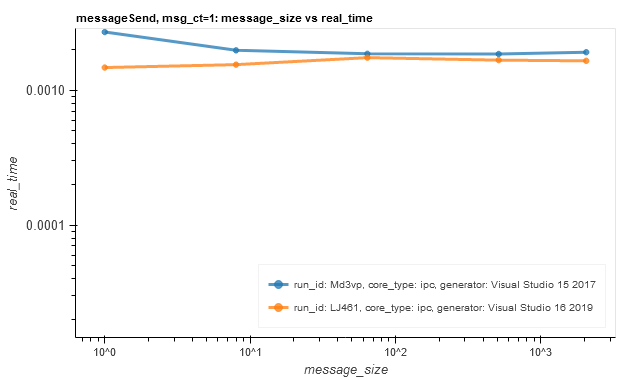 messageSend, msg_ct=1: message_size vs real_time
0.0010
0.0001
real_time
run_id: Md3vp, core_type: ipc, generator: Visual Studio 15 2017
run_id: LJ461, core_type: ipc, generator: Visual Studio 16 2019
10^0
10^1
10^2
10^3
message_size